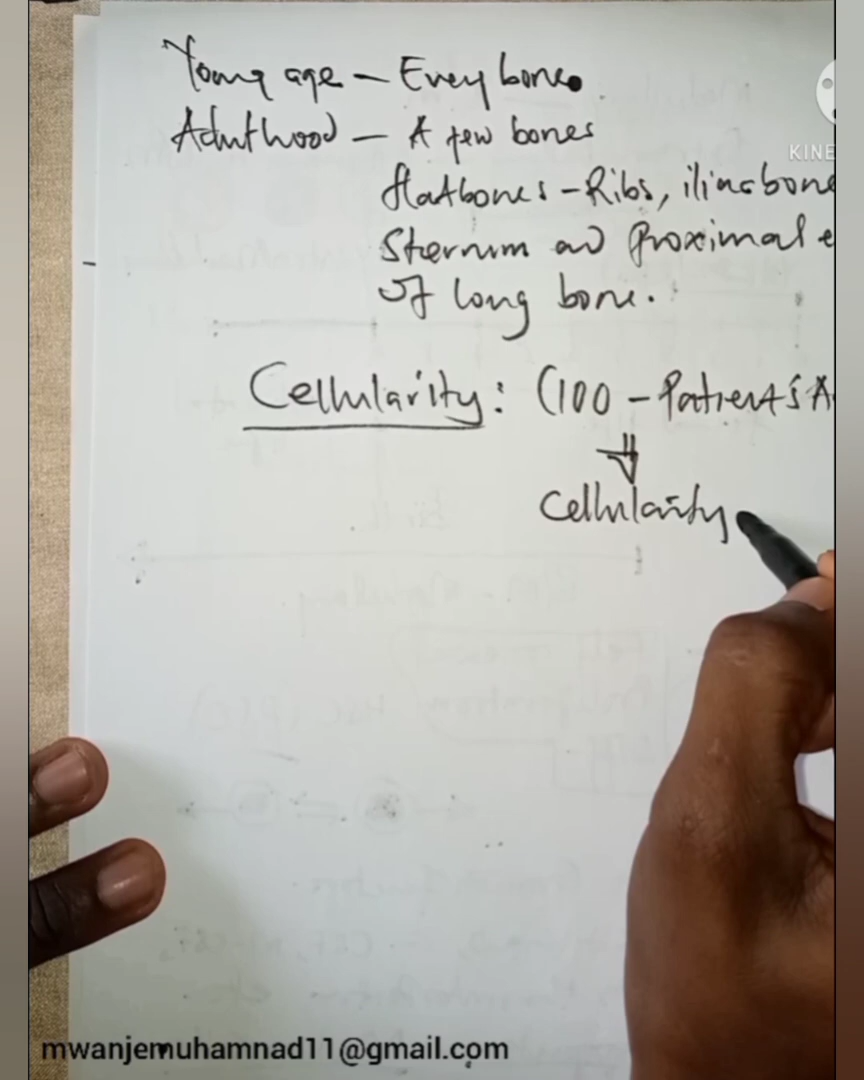 Young age - Every bone.
Adulthood - A few bones
flatbones - Ribs, iliac bone
Sternum and Proximal e
of long bone.
Cellularity: (100 - Patient's A
Cellularity
KINE
mwanjemuhamnad11@gmail.com